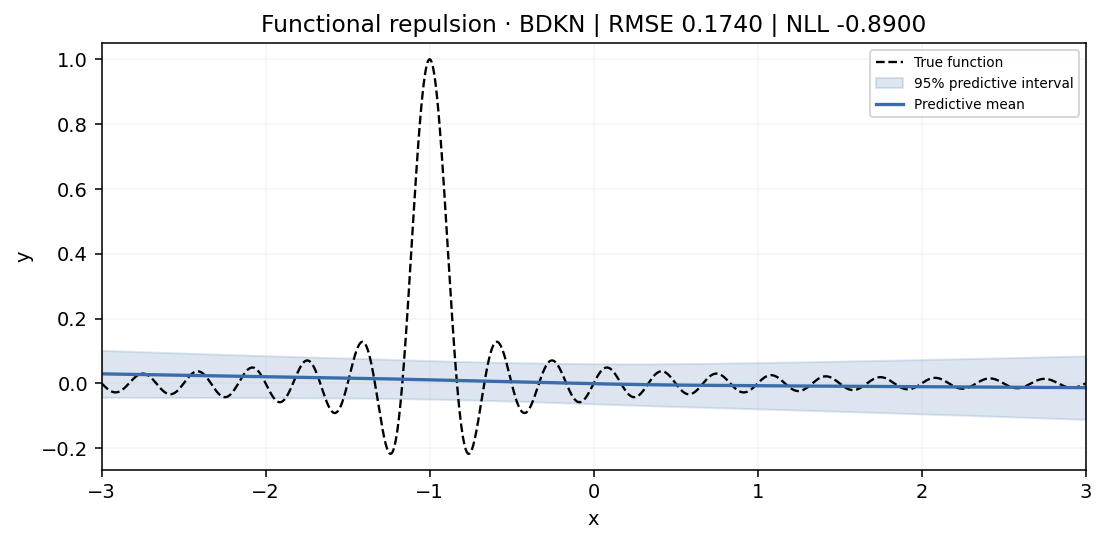 Functional repulsion · BDKN | RMSE 0.1740 | NLL -0.8900
True function
95% predictive interval
Predictive mean
y
1.0
0.8
0.6
0.4
0.2
0.0
−0.2
−3
−2
−1
0
1
2
3
x